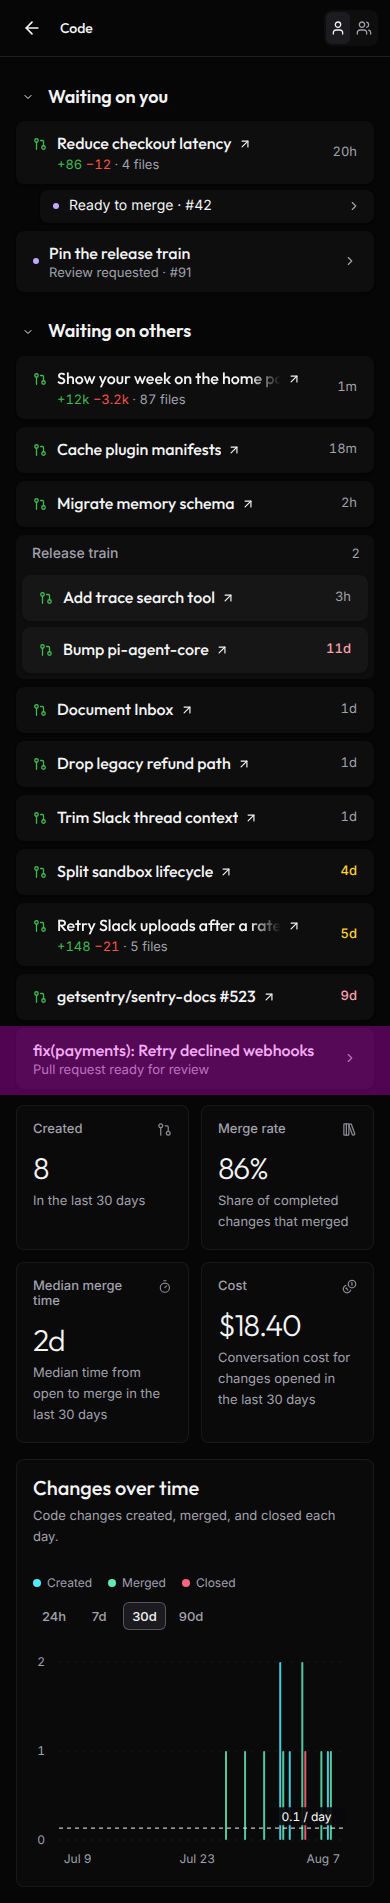 Code
Waiting on you
Reduce checkout latency
20h
+86 −12 · 4 files
Ready to merge · #42
Pin the release train
Review requested · #91
Waiting on others
Show your week on the home
1m
+12k −3.2k · 87 files
Cache plugin manifests
18m
Migrate memory schema
2h
Release train
2
Add trace search tool
3h
Bump pi-agent-core
11d
Document Inbox
1d
Drop legacy refund path
1d
Trim Slack thread context
1d
Split sandbox lifecycle
4d
Retry Slack uploads after a rate
5d
+148 −21 · 5 files
getsentry/sentry-docs #523
9d
fix(payments): Retry declined webhooks
Pull request ready for review
Created
8
In the last 30 days
Merge rate
86%
Share of completed
changes that merged
Median merge
time
2d
Median time from
open to merge in the
last 30 days
Cost
$18.40
Conversation cost for
changes opened in
the last 30 days
Changes over time
Code changes created, merged, and closed each
day.
Created Merged Closed
24h 7d 30d 90d
2
1
0.1 / day
0
Jul 9 Jul 23 Aug 7